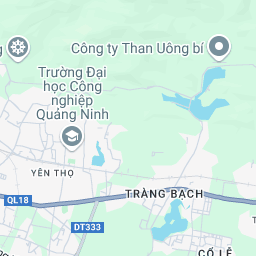 Công ty Than Uông bí
Trường Đại
học Công
nghiệp
Quảng Ninh
YÊN THỌ
TRÀNG BẠCH
QL18
ĐT333
CỔ LỄ